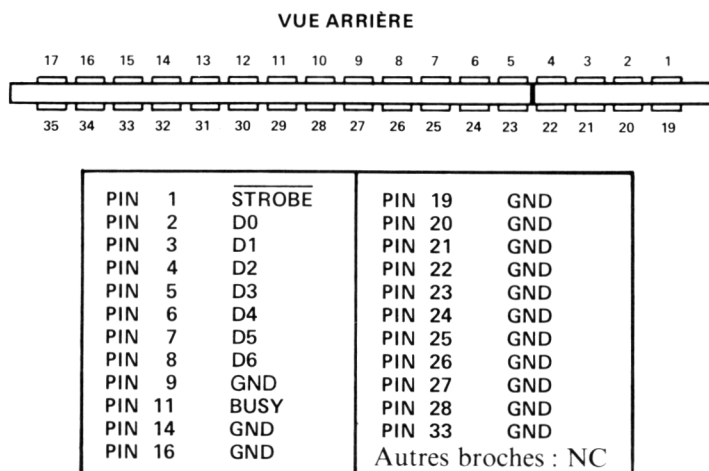 VUE ARRIÈRE
17 16 15 14 13 12 11 10 9 8 7 6 5 4 3 2 1
35 34 33 32 31 30 29 28 27 26 25 24 23 22 21 20 19
PIN 1 STROBE
PIN 2 D0
PIN 3 D1
PIN 4 D2
PIN 5 D3
PIN 6 D4
PIN 7 D5
PIN 8 D6
PIN 9 GND
PIN 11 BUSY
PIN 14 GND
PIN 16 GND
PIN 19 GND
PIN 20 GND
PIN 21 GND
PIN 22 GND
PIN 23 GND
PIN 24 GND
PIN 25 GND
PIN 26 GND
PIN 27 GND
PIN 28 GND
PIN 33 GND
Autres broches : NC